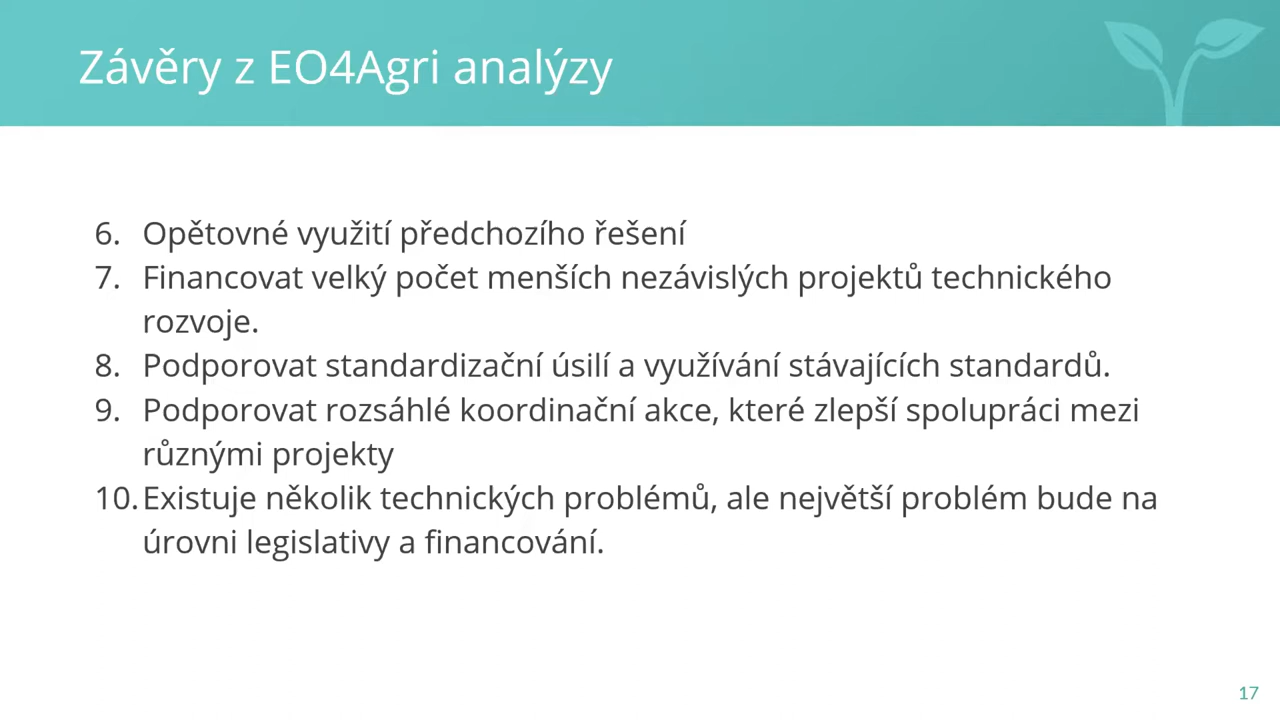 Závěry z EO4Agri analýzy
6. Opětovné využití předchozího řešení
7. Financovat velký počet menších nezávislých projektů technického
rozvoje.
8. Podporovat standardizační úsilí a využívání stávajících standardů.
9. Podporovat rozsáhlé koordinační akce, které zlepší spolupráci mezi
různými projekty
10. Existuje několik technických problémů, ale největší problém bude na
úrovni legislativy a financování.
17